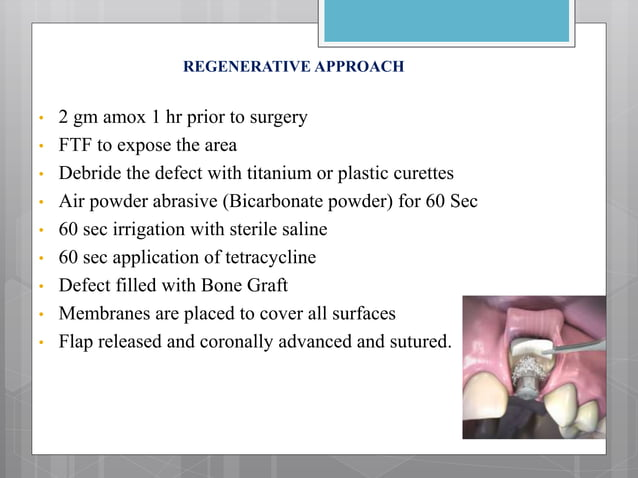 REGENERATIVE APPROACH
• 2 gm amox 1 hr prior to surgery
• FTF to expose the area
• Debride the defect with titanium or plastic curettes
• Air powder abrasive (Bicarbonate powder) for 60 Sec
• 60 sec irrigation with sterile saline
• 60 sec application of tetracycline
• Defect filled with Bone Graft
• Membranes are placed to cover all surfaces
• Flap released and coronally advanced and sutured.